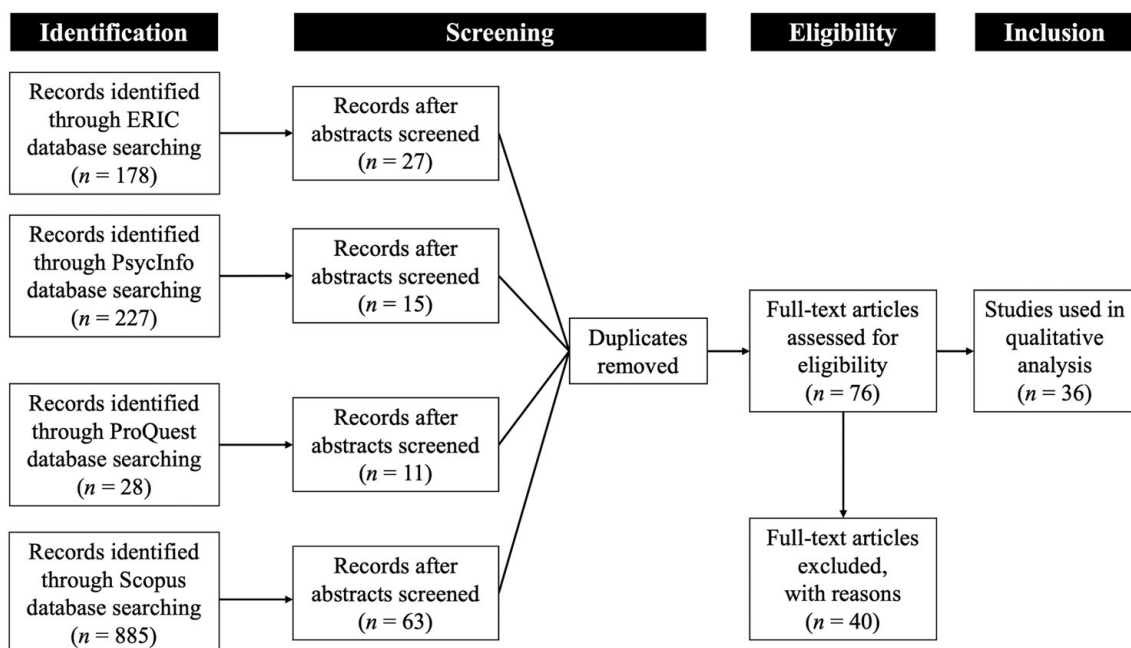 Identification
Screening
Eligibility
Inclusion
Records identified
through ERIC
database searching
(n = 178)
Records after
abstracts screened
(n = 27)
Records identified
through PsycInfo
database searching
(n = 227)
Records after
abstracts screened
(n = 15)
Records identified
through ProQuest
database searching
(n = 28)
Records after
abstracts screened
(n = 11)
Records identified
through Scopus
database searching
(n = 885)
Records after
abstracts screened
(n = 63)
Duplicates
removed
Full-text articles
assessed for
eligibility
(n = 76)
Full-text articles
excluded,
with reasons
(n = 40)
Studies used in
qualitative
analysis
(n = 36)